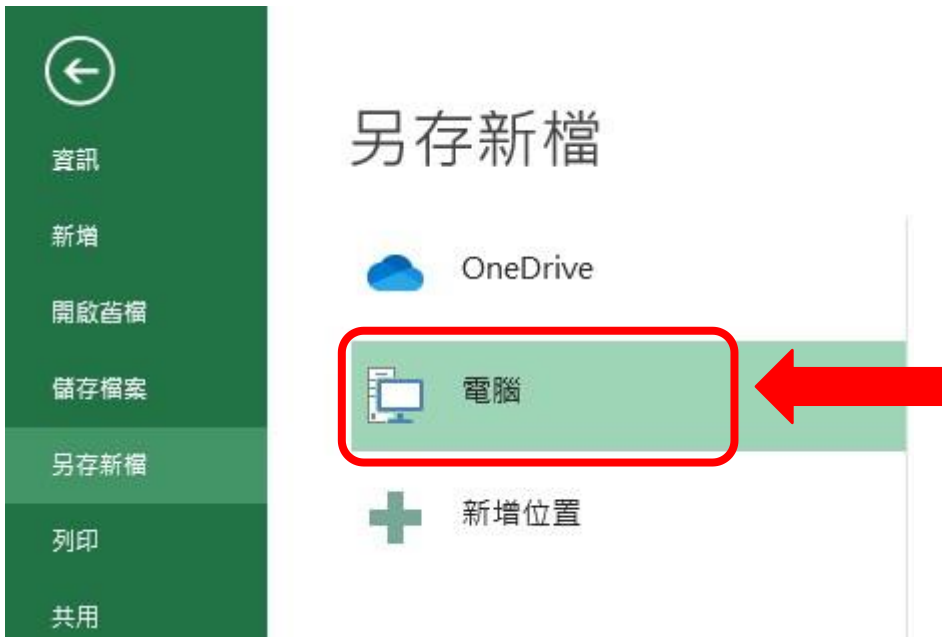 資訊
新增
開啟舊檔
儲存檔案
另存新檔
列印
共用
另存新檔
OneDrive
電腦
新增位置